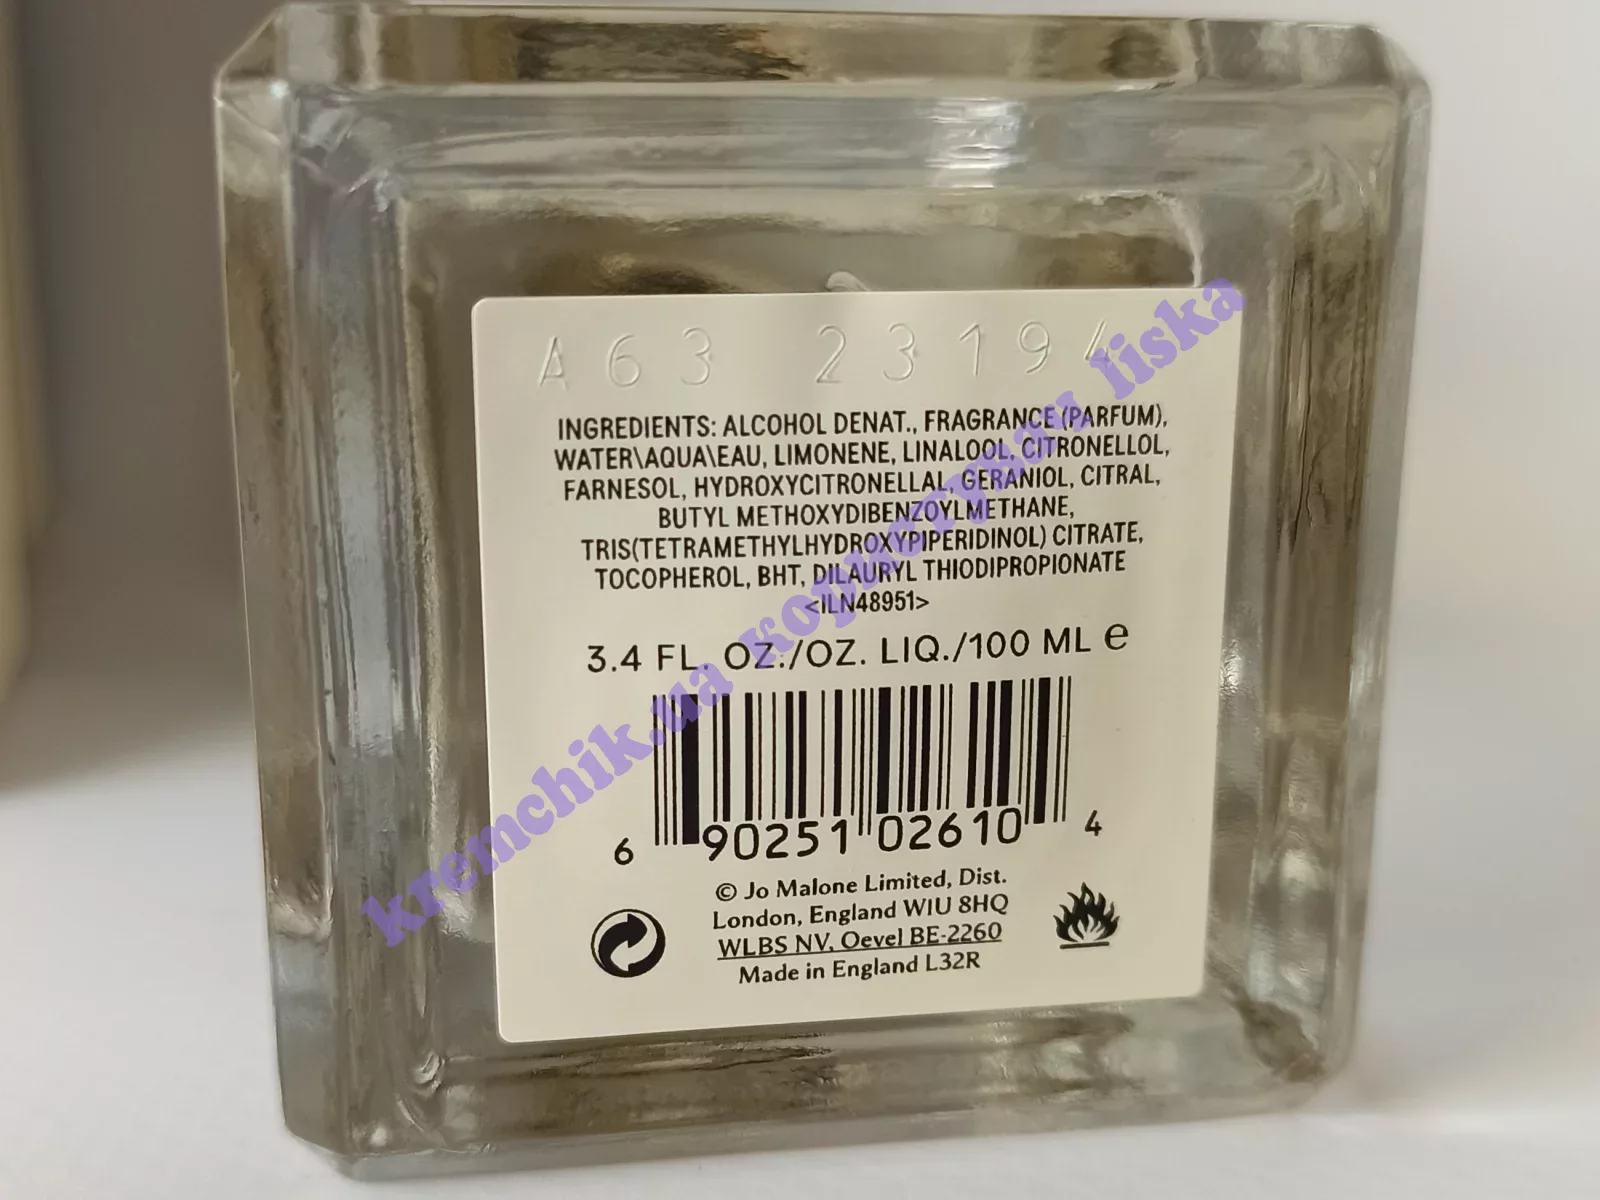 A63 23194
INGREDIENTS: ALCOHOL DENAT., FRAGRANCE (PARFUM),
WATER\AQUA\EAU, LIMONENE, LINALOOL, CITRONELLOL,
FARNESOL, HYDROXYCITRONELLAL, GERANIOL, CITRAL,
BUTYL METHOXYDIBENZOYLMETHANE,
TRIS(TETRAMETHYLHYDROXYPIPERIDINOL) CITRATE,
TOCOPHEROL, BHT, DILAURYL THIODIPROPIONATE
<ILN48951>
3.4 FL. OZ./OZ. LIQ./100 ML e
6 90251 02610 4
© Jo Malone Limited, Dist.
London, England W1U 8HQ
WLBS NV, Oevel BE-2260
Made in England L32R
kremchik.ua користувач liska